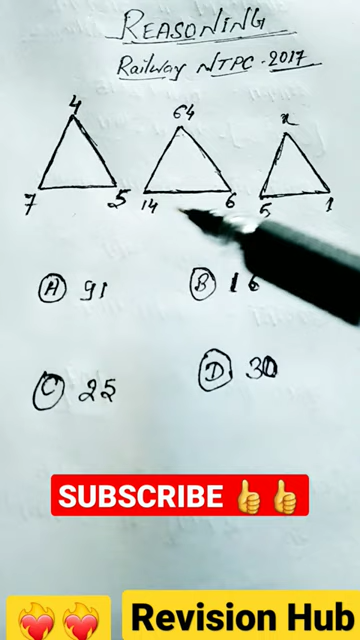 REASONING
Railway NTPC-2017
4
64
x
7
5
14
6
5
1
A 91
B 16
C 25
D 30
SUBSCRIBE 👍👍
❤️‍🔥❤️‍🔥
Revision Hub